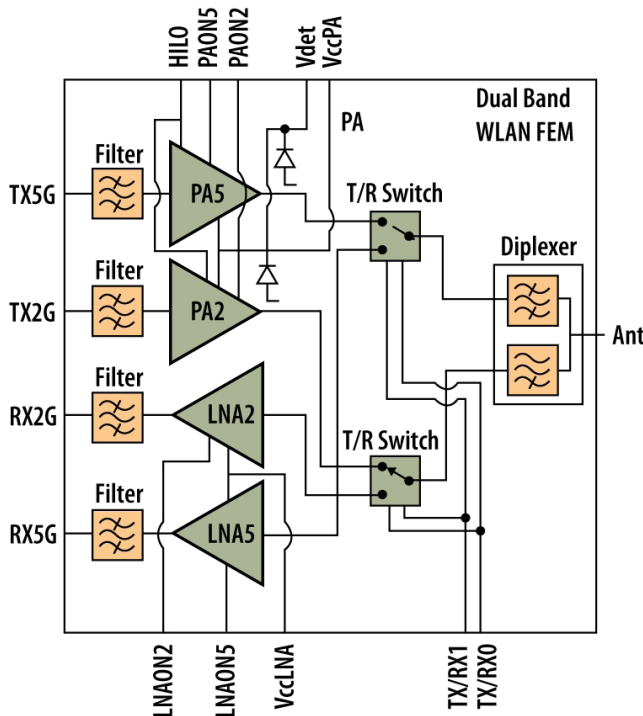 HILO
PAON5
PAON2
Vdet
VccPA
Dual Band
WLAN FEM
PA
Filter
TX5G
PA5
T/R Switch
Diplexer
Filter
TX2G
PA2
Ant
Filter
RX2G
LNA2
T/R Switch
Filter
RX5G
LNA5
LNAON2
LNAON5
VccLNA
TX/RX1
TX/RX0